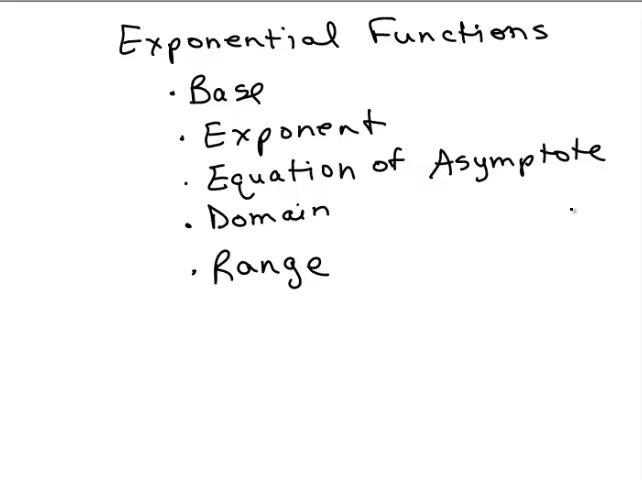 Exponential Functions
· Base
· Exponent
· Equation of Asymptote
· Domain
· Range